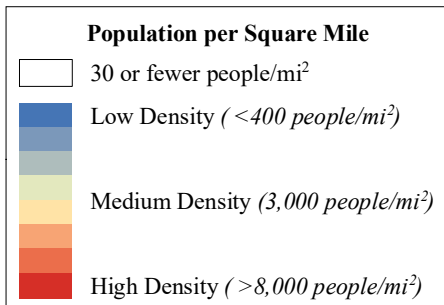 Population per Square Mile
30 or fewer people/mi²
Low Density (<400 people/mi²)
Medium Density (3,000 people/mi²)
High Density ( >8,000 people/mi²)